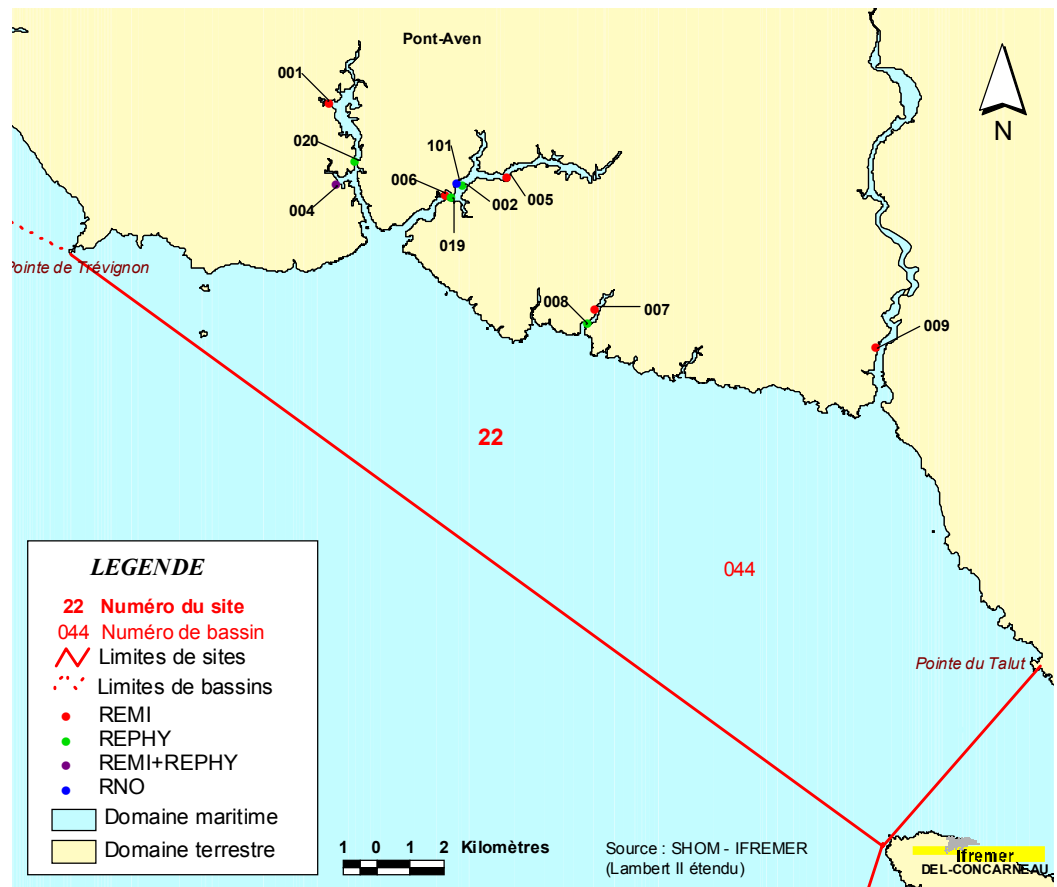 Pont-Aven
001
020
004
101
006
002
005
019
N
Pointe de Trévignon
008
007
009
22
044
Pointe du Talut
LEGENDE
22 Numéro du site
044 Numéro de bassin
Limites de sites
Limites de bassins
REMI
REPHY
REMI+REPHY
RNO
Domaine maritime
Domaine terrestre
1 0 1 2 Kilomètres
Source : SHOM - IFREMER
(Lambert II étendu)
Ifremer
DEL-CONCARNEAU